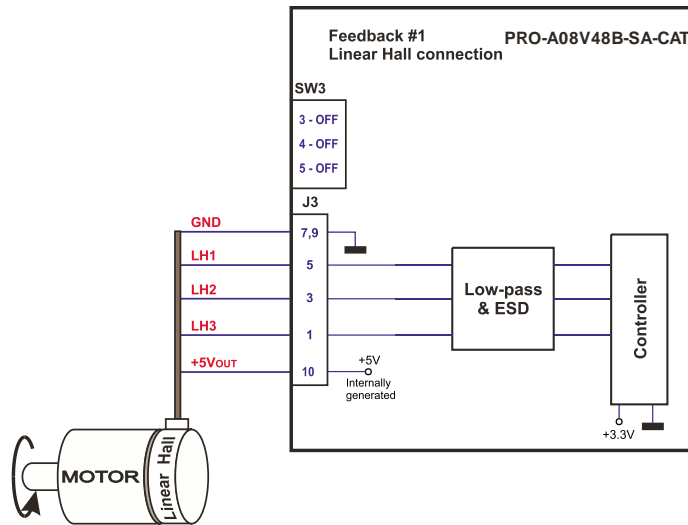 Feedback #1
Linear Hall connection
PRO-A08V48B-SA-CAT
SW3
3 - OFF
4 - OFF
5 - OFF
J3
GND
7,9
LH1
5
LH2
3
LH3
1
+5VOUT
10
+5V
Internally
generated
Low-pass
& ESD
Controller
+3.3V
MOTOR
Linear Hall